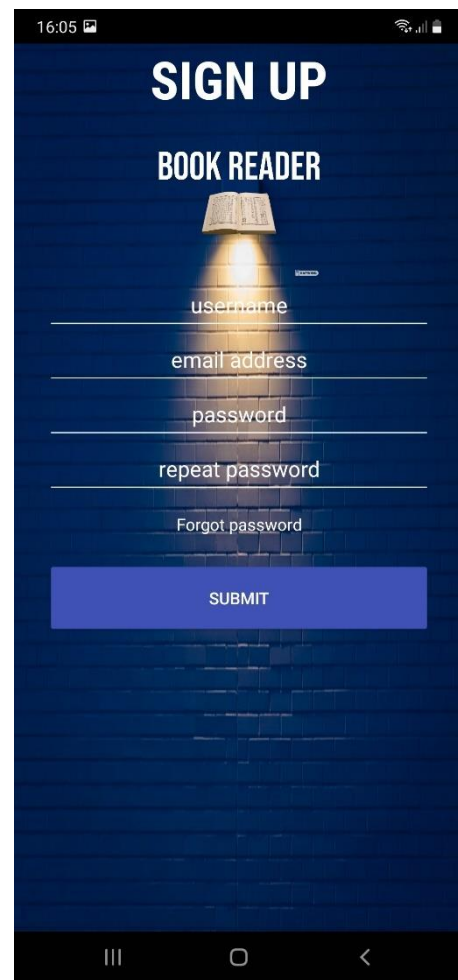 16:05
SIGN UP
BOOK READER
username
email address
password
repeat password
Forgot password
SUBMIT